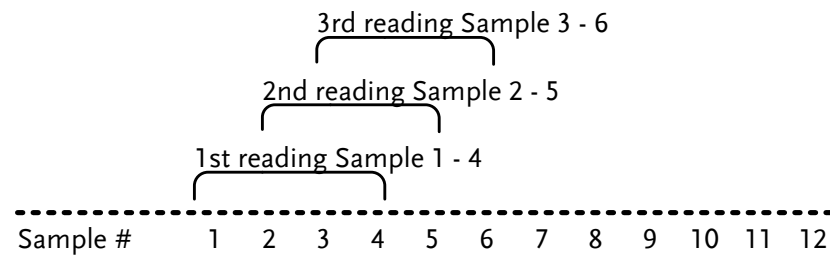 3rd reading Sample 3 - 6
2nd reading Sample 2 - 5
1st reading Sample 1 - 4
Sample # 1 2 3 4 5 6 7 8 9 10 11 12